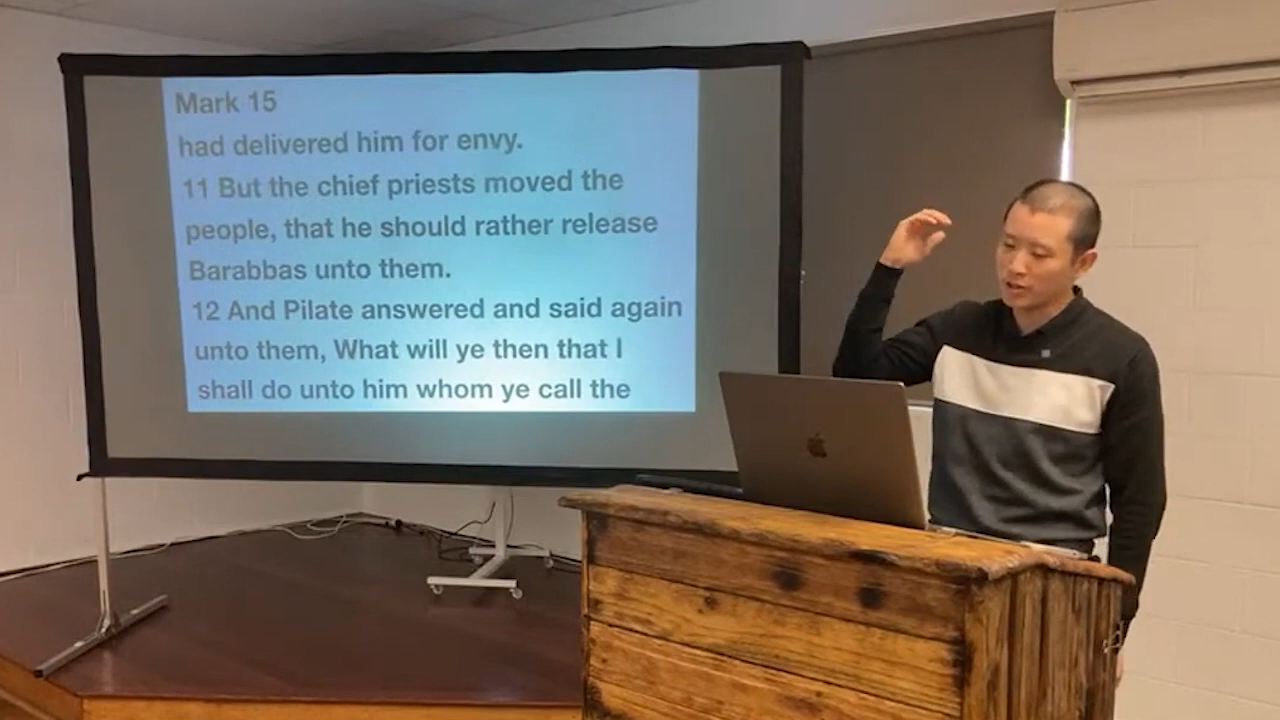 Mark 15
had delivered him for envy.
11 But the chief priests moved the
people, that he should rather release
Barabbas unto them.
12 And Pilate answered and said again
unto them, What will ye then that I
shall do unto him whom ye call the